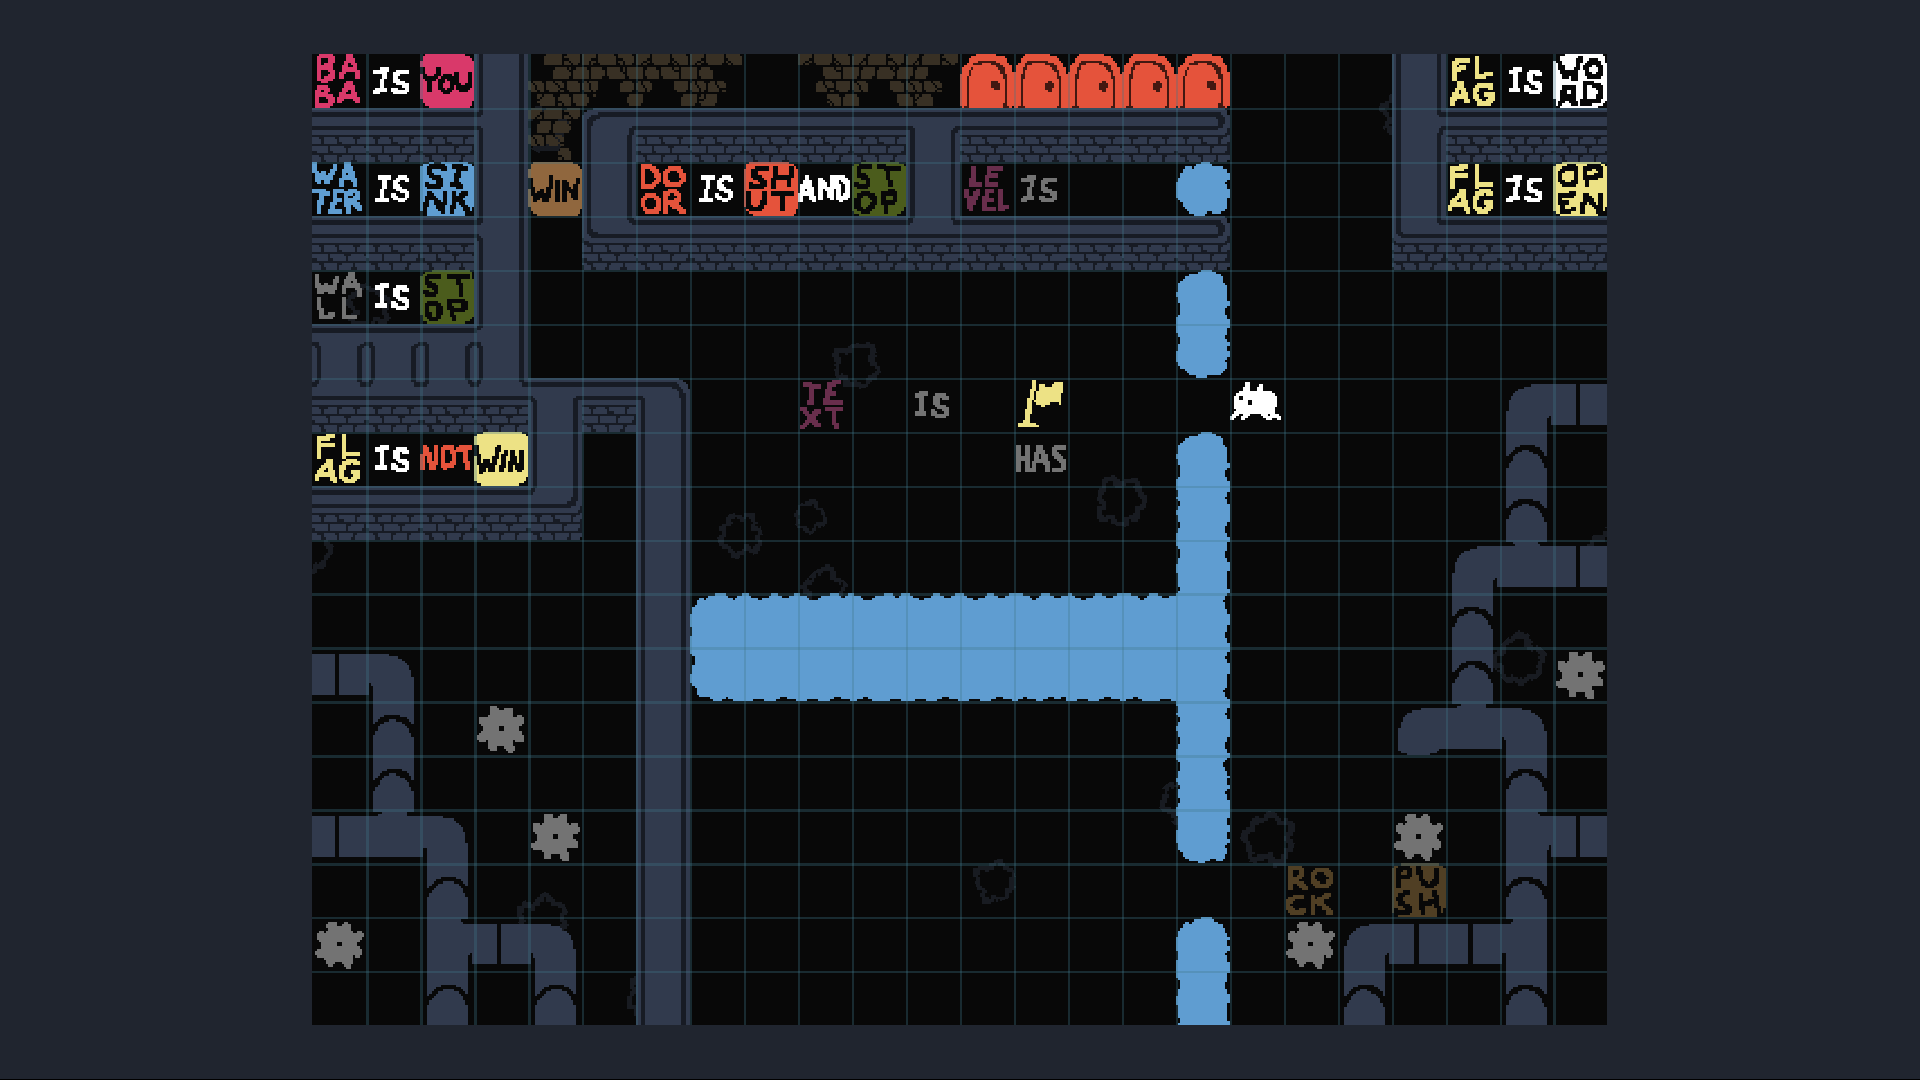 BABA IS YOU
FLAG IS WORD
WATER IS SINK
WIN
DOOR IS SHUT AND STOP
LEVEL IS
FLAG IS OPEN
WALL IS STOP
TEXT IS
FLAG IS NOT WIN
HAS
ROCK PUSH